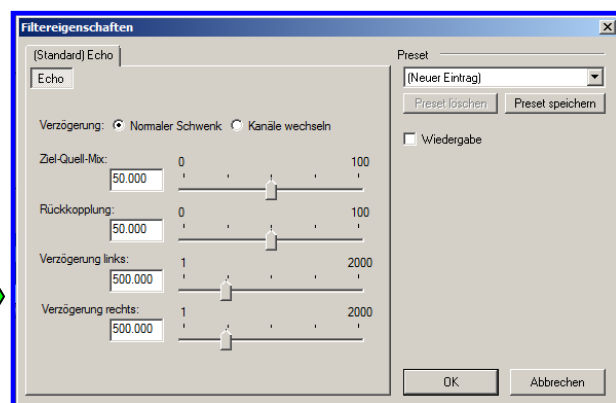 Filtereigenschaften
(Standard) Echo
Echo
Verzögerung: Normaler Schwenk Kanäle wechseln
Ziel-Quell-Mix: 0 100
50.000
Rückkopplung: 0 100
50.000
Verzögerung links: 1 2000
500.000
Verzögerung rechts: 1 2000
500.000
Preset
(Neuer Eintrag)
Preset löschen Preset speichern
Wiedergabe
OK Abbrechen